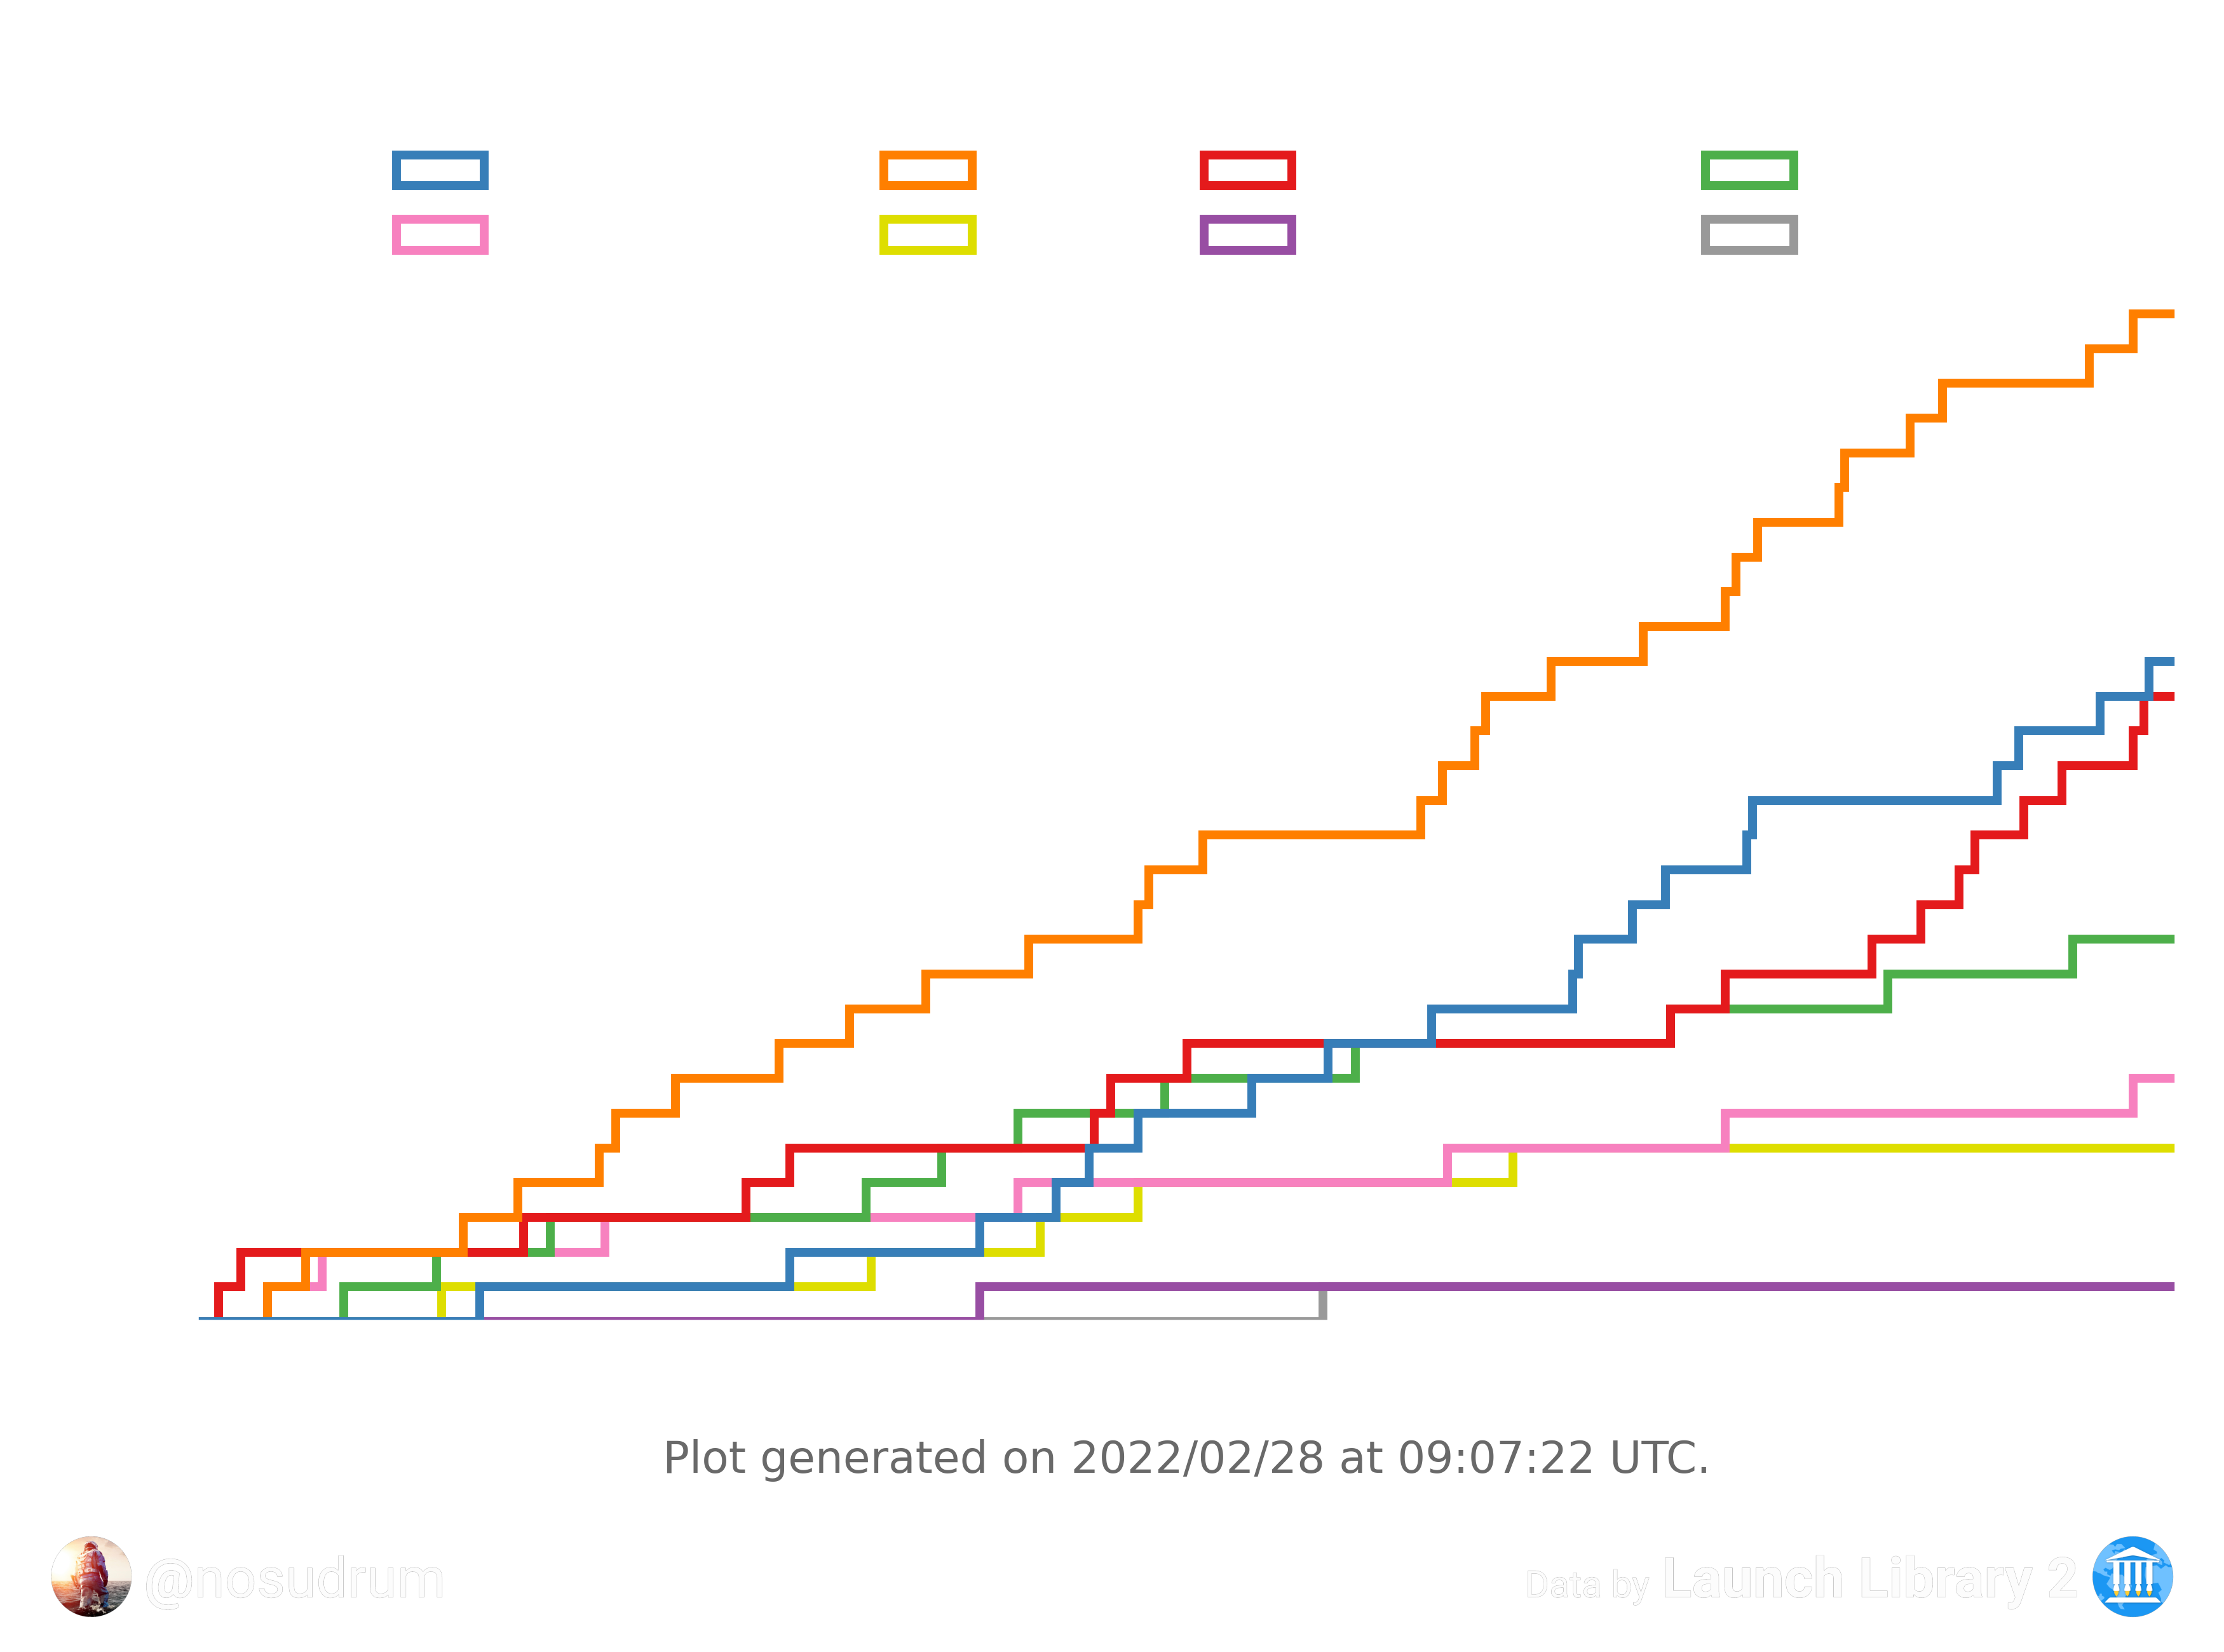 Plot generated on 2022/02/28 at 09:07:22 UTC.
@nosudrum
Data by Launch Library 2